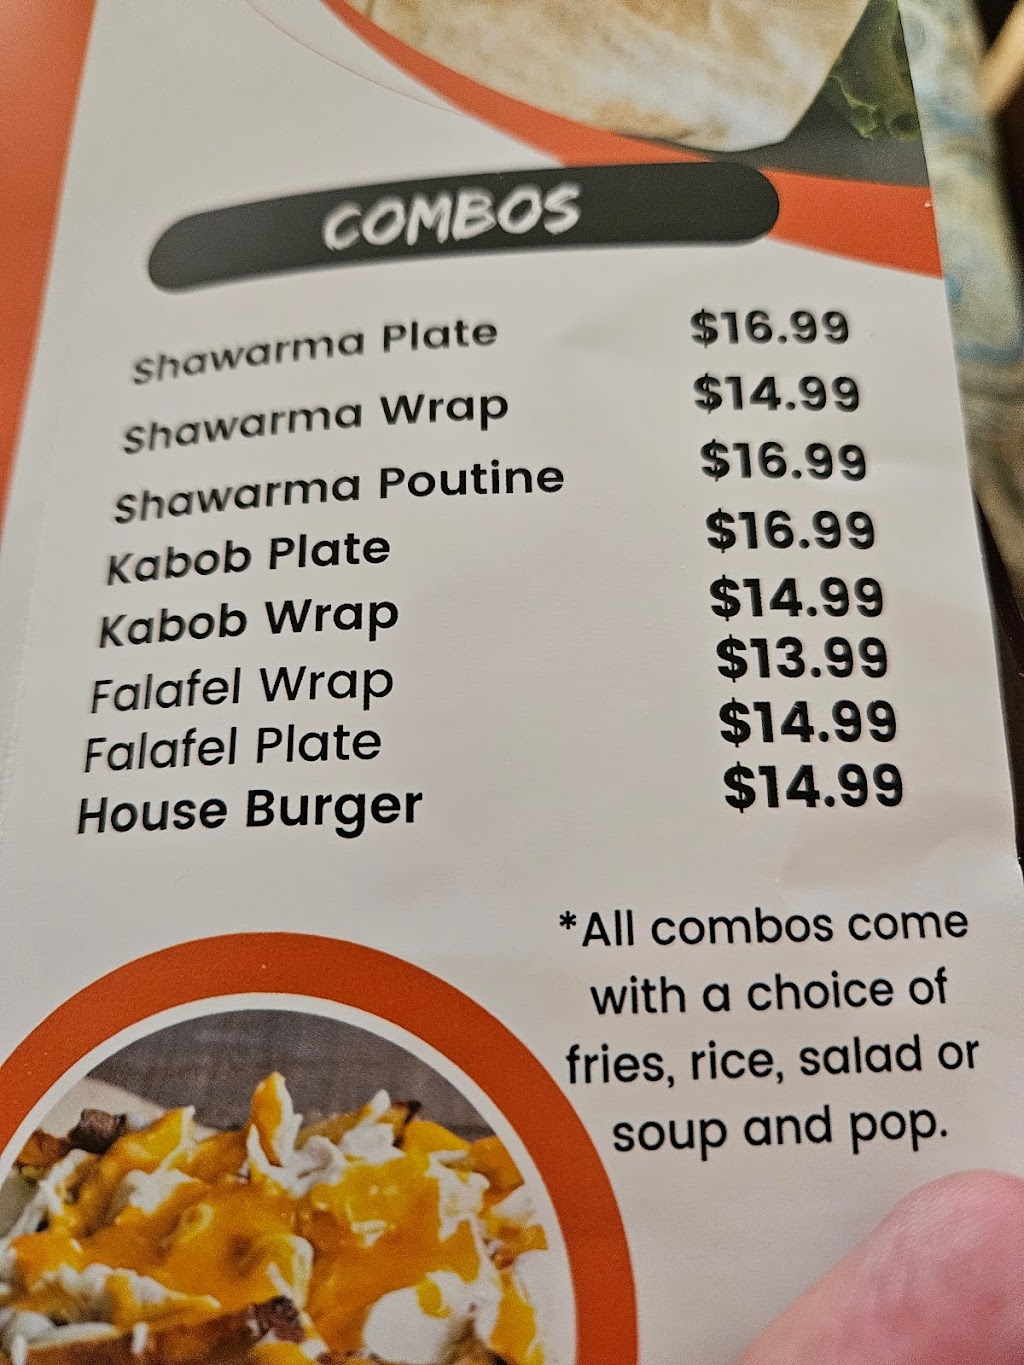 COMBOS
Shawarma Plate $16.99
Shawarma Wrap $14.99
Shawarma Poutine $16.99
Kabob Plate $16.99
Kabob Wrap $14.99
Falafel Wrap $13.99
Falafel Plate $14.99
House Burger $14.99
*All combos come
with a choice of
fries, rice, salad or
soup and pop.